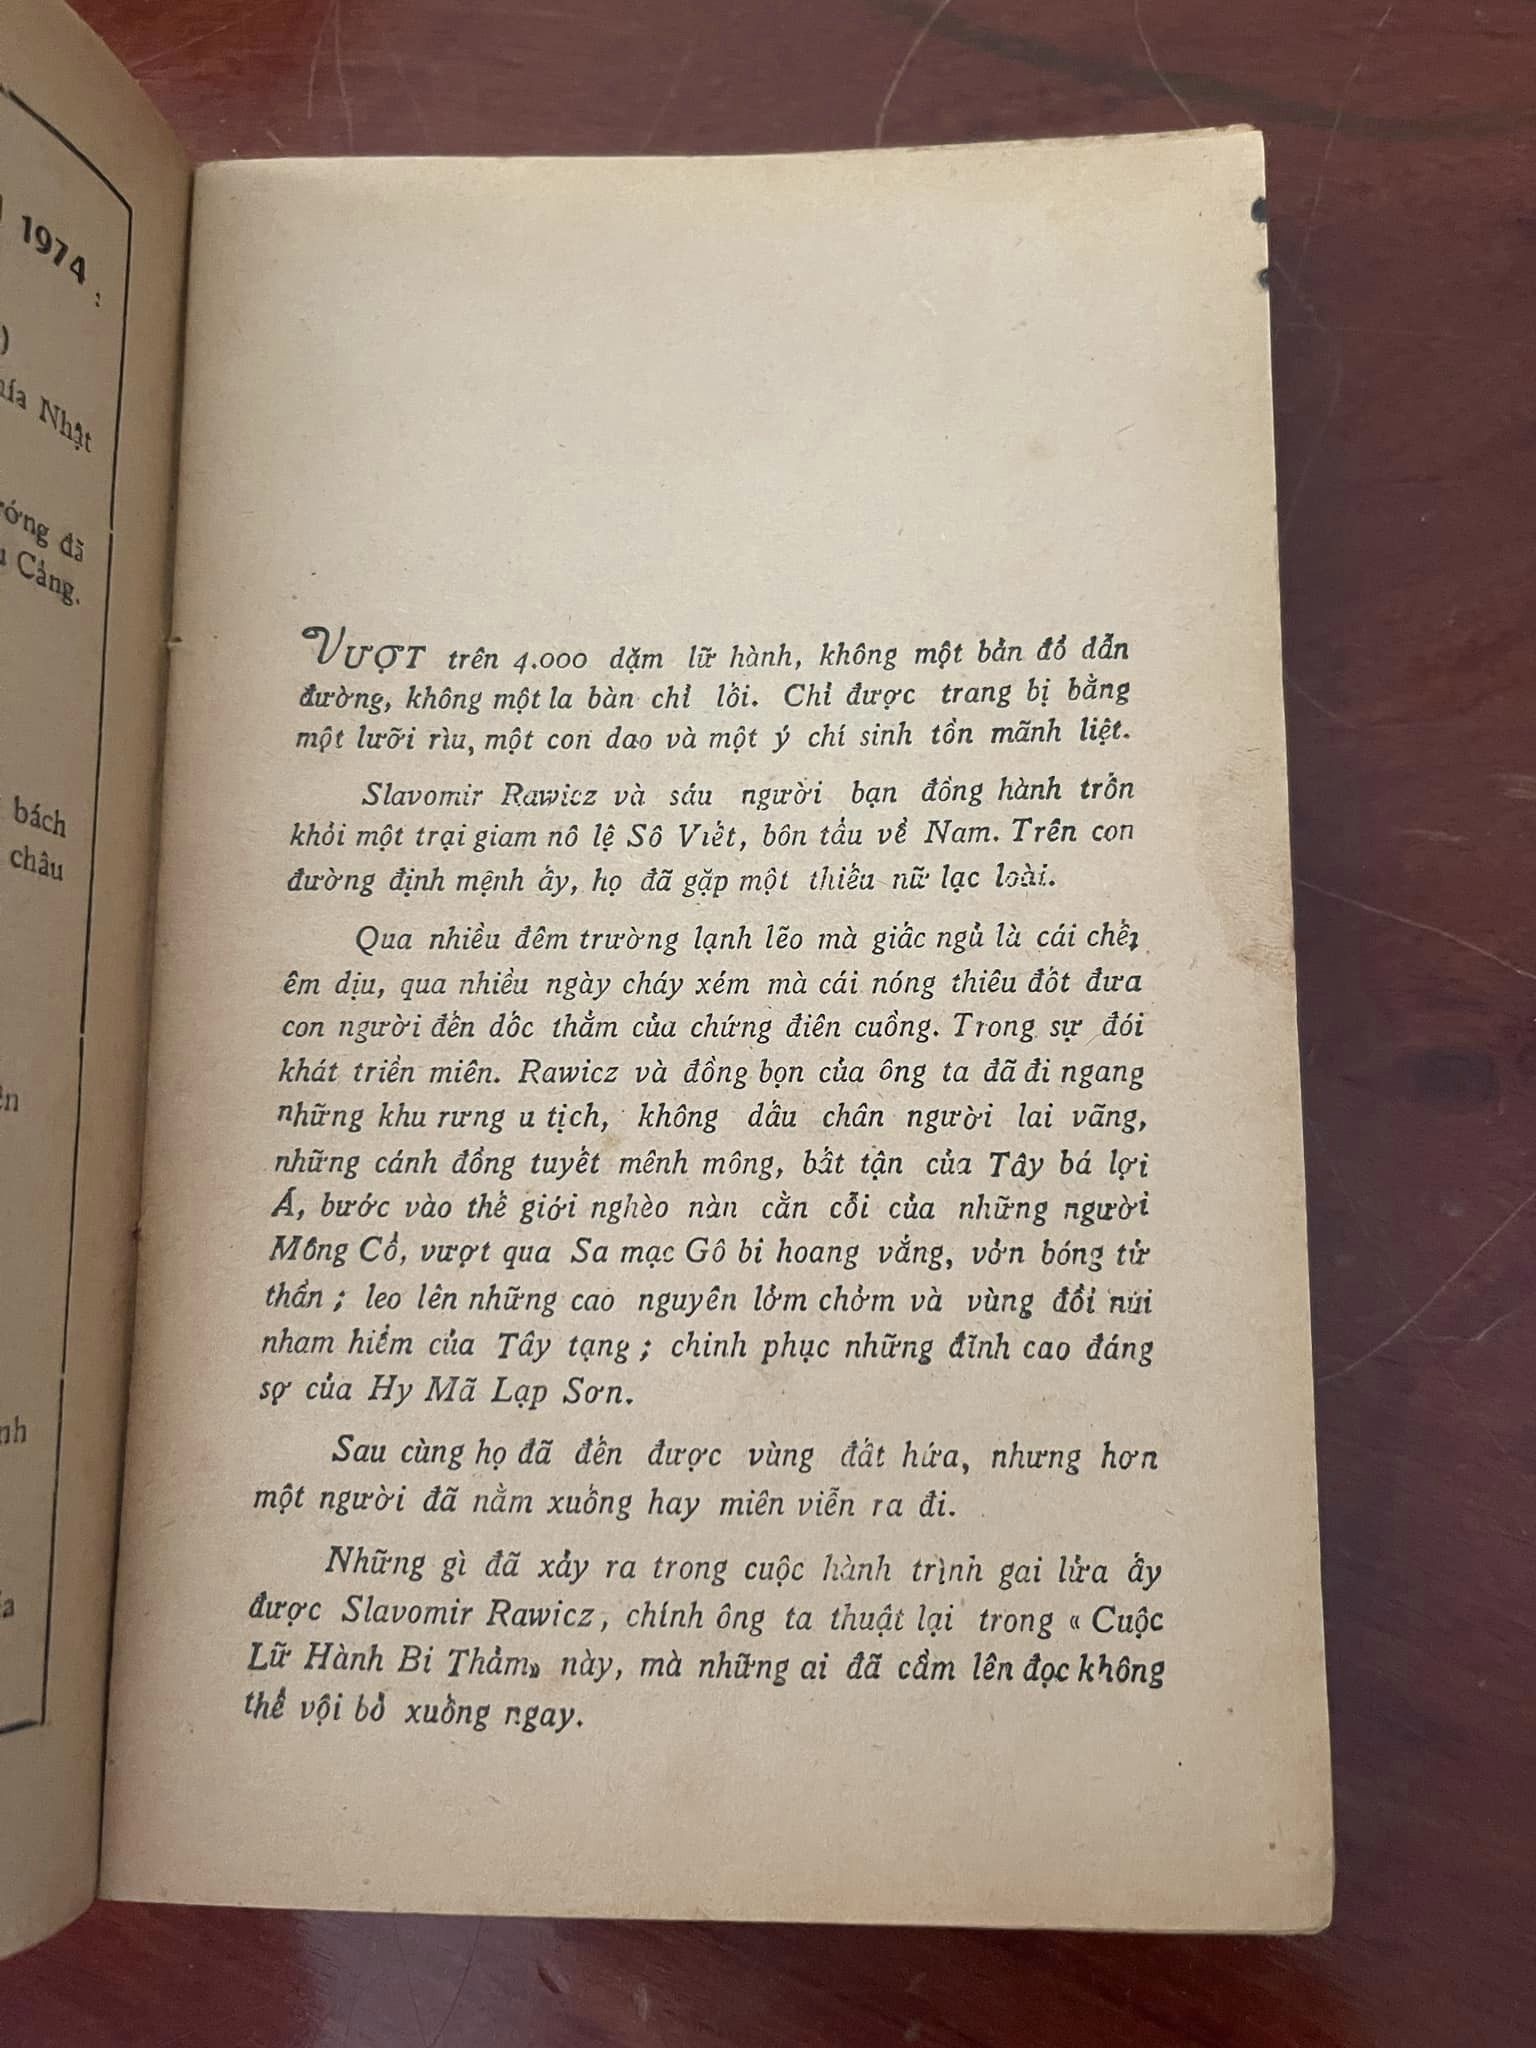 1974 :
)
Nhật
đã
Cảng.
bách
châu
VƯỢT trên 4.000 dặm lữ hành, không một bản đồ dẫn
đường, không một la bàn chỉ lối. Chỉ được trang bị bằng
một lưỡi rìu, một con dao và một ý chí sinh tồn mãnh liệt.
Slavomir Rawicz và sáu người bạn đồng hành trốn
khỏi một trại giam nô lệ Sô Viết, bôn tẩu về Nam. Trên con
đường định mệnh ấy, họ đã gặp một thiếu nữ lạc loài.
Qua nhiều đêm trường lạnh lẽo mà giấc ngủ là cái chết
êm dịu, qua nhiều ngày cháy xém mà cái nóng thiêu đốt đưa
con người đến dốc thẳm của chứng điên cuồng. Trong sự đói
khát triền miên. Rawicz và đồng bọn của ông ta đã đi ngang
những khu rưng u tịch, không dấu chân người lai vãng,
những cánh đồng tuyết mênh mông, bất tận của Tây bá lợi
Á, bước vào thế giới nghèo nàn cằn cỗi của những người
Mông Cổ, vượt qua Sa mạc Gô bi hoang vắng, vởn bóng tử
thần ; leo lên những cao nguyên lởm chởm và vùng đồi núi
nham hiểm của Tây tạng ; chinh phục những đĩnh cao đáng
sợ của Hy Mã Lạp Sơn.
Sau cùng họ đã đến được vùng đất hứa, nhưng hơn
một người đã nằm xuống hay miên viễn ra đi.
Những gì đã xảy ra trong cuộc hành trình gai lửa ấy
được Slavomir Rawicz, chính ông ta thuật lại trong « Cuộc
Lữ Hành Bi Thảm» này, mà những ai đã cầm lên đọc không
thể vội bỏ xuống ngay.